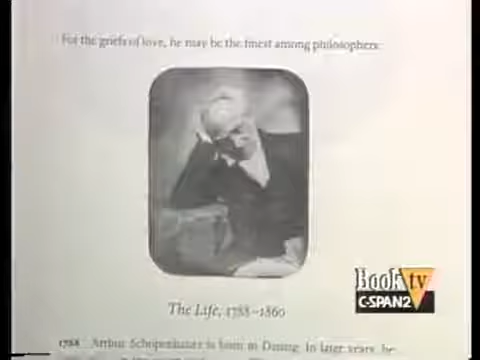 For the griefs of love, he may be the finest among philosophers:
The Life, 1788–1860
Book tv
C-SPAN2
1788 Arthur Schopenhauer is born in Danzig. In later years, he